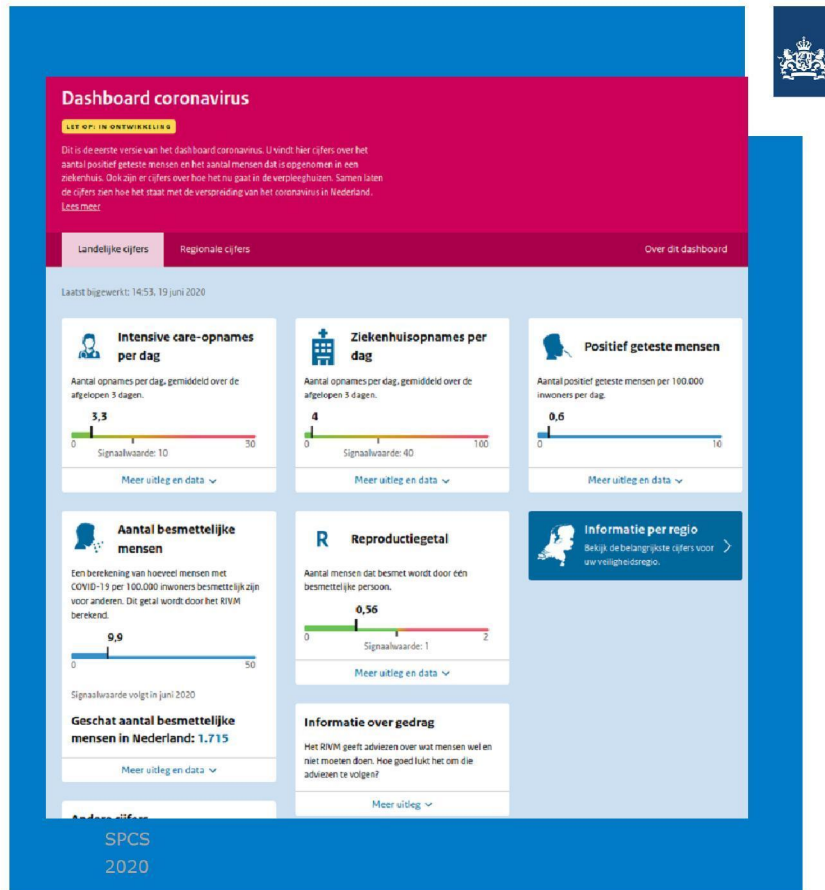 Dashboard coronavirus
LET OP: IN ONTWIKKELING
Dit is de eerste versie van het dashboard coronavirus. U vindt hier cijfers over het
aantal positief geteste mensen en het aantal mensen dat is opgenomen in een
ziekenhuis. Ook zijn er cijfers over hoe het nu gaat in de verpleeghuizen. Samen laten
de cijfers zien hoe het staat met de verspreiding van het coronavirus in Nederland.
Lees meer
Landelijke cijfers
Regionale cijfers
Over dit dashboard
Laatst bijgewerkt: 14:53, 19 juni 2020
Intensive care-opnames
per dag
Aantal opnames per dag, gemiddeld over de
afgelopen 3 dagen.
3,3
0
30
Signaalwaarde: 10
Meer uitleg en data
Ziekenhuisopnames per
dag
Aantal opnames per dag, gemiddeld over de
afgelopen 3 dagen.
4
0
100
Signaalwaarde: 40
Meer uitleg en data
Positief geteste mensen
Aantal positief geteste mensen per 100.000
inwoners per dag.
0,6
0
10
Meer uitleg en data
Aantal besmettelijke
mensen
Een berekening van hoeveel mensen met
COVID-19 per 100.000 inwoners besmettelijk zijn
voor anderen. Dit getal wordt door het RIVM
berekend.
9,9
0
50
Signaalwaarde volgt in juni 2020
Geschat aantal besmettelijke
mensen in Nederland: 1.715
Meer uitleg en data
R
Reproductiegetal
Aantal mensen dat besmet wordt door één
besmettelijke persoon.
0,56
0
2
Signaalwaarde: 1
Meer uitleg en data
Informatie per regio
Bekijk de belangrijkste cijfers voor
uw veiligheidsregio.
Informatie over gedrag
Het RIVM geeft adviezen over wat mensen wel en
niet moeten doen. Hoe goed lukt het om die
adviezen te volgen?
Meer uitleg
Andere cijfers
SPCS
2020